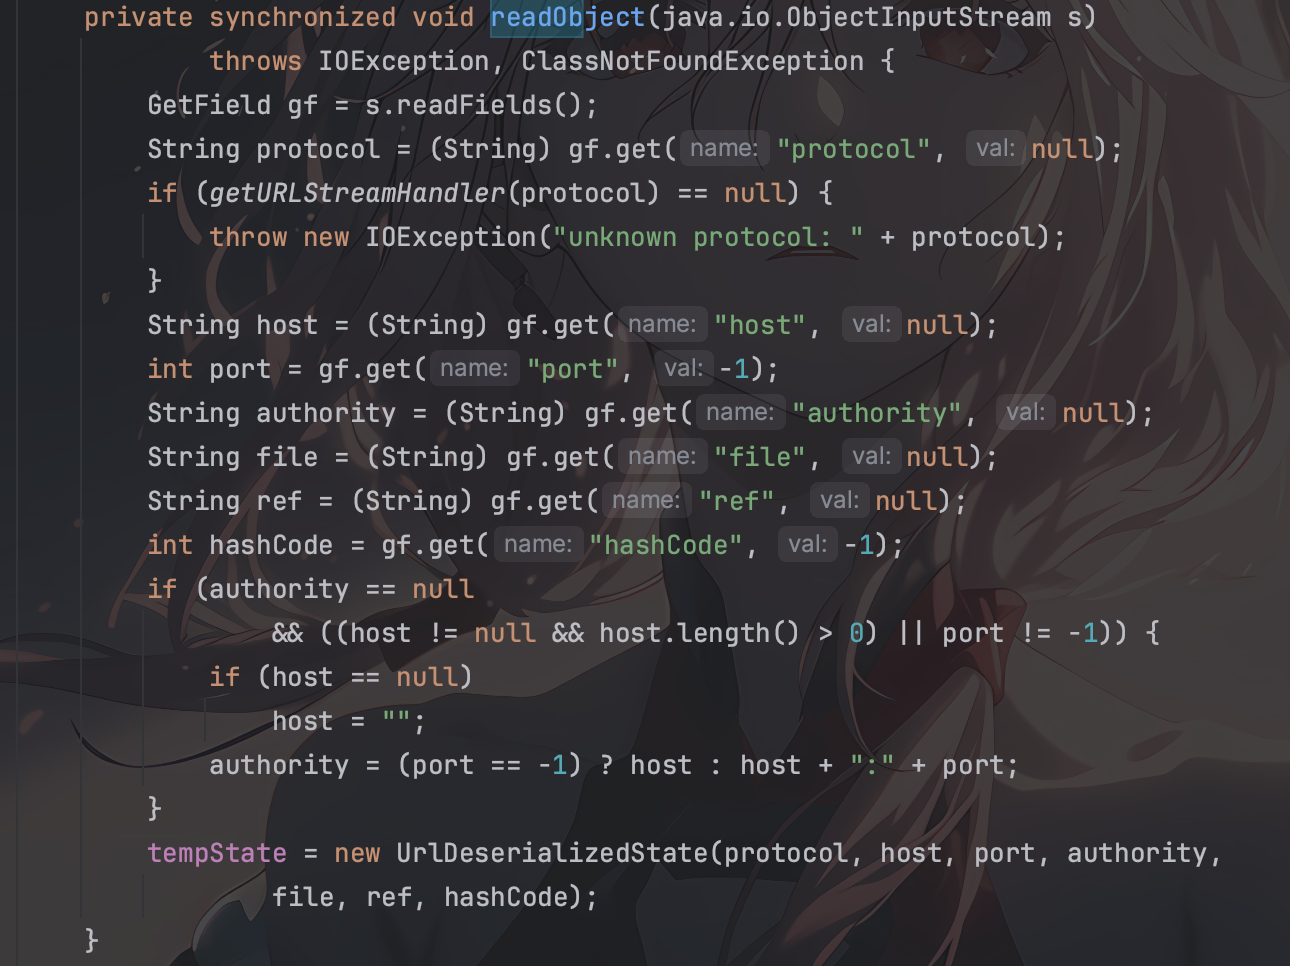 private synchronized void readObject(java.io.ObjectInputStream s)
throws IOException, ClassNotFoundException {
GetField gf = s.readFields();
String protocol = (String) gf.get( name: "protocol", val: null);
if (getURLStreamHandler(protocol) == null) {
throw new IOException("unknown protocol: " + protocol);
}
String host = (String) gf.get( name: "host", val: null);
int port = gf.get( name: "port", val: -1);
String authority = (String) gf.get( name: "authority", val: null);
String file = (String) gf.get( name: "file", val: null);
String ref = (String) gf.get( name: "ref", val: null);
int hashCode = gf.get( name: "hashCode", val: -1);
if (authority == null
&& ((host != null && host.length() > 0) || port != -1)) {
if (host == null)
host = "";
authority = (port == -1) ? host : host + ":" + port;
}
tempState = new UrlDeserializedState(protocol, host, port, authority,
file, ref, hashCode);
}